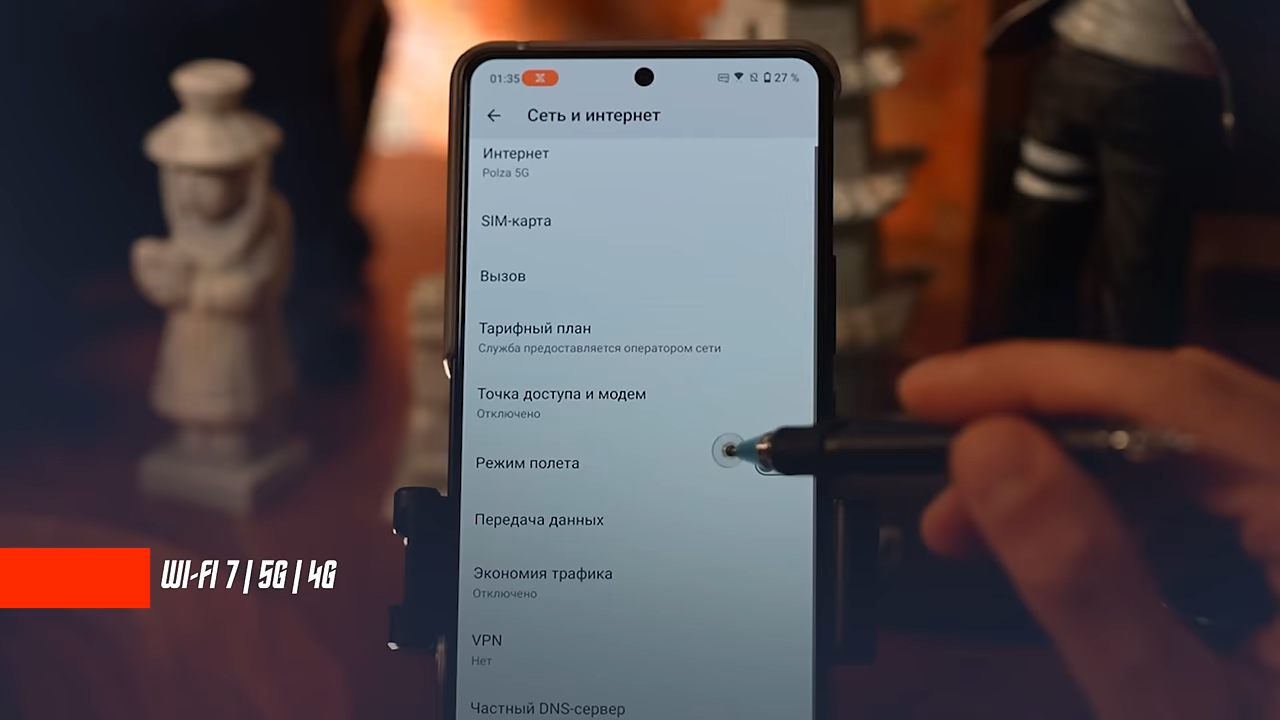 01:35
27 %
Сеть и интернет
Интернет
Polza 5G
SIM-карта
Вызов
Тарифный план
Служба предоставляется оператором сети
Точка доступа и модем
Отключено
Режим полета
Передача данных
Экономия трафика
Отключено
VPN
Нет
Частный DNS-сервер
WI-FI 7 | 5G | 4G